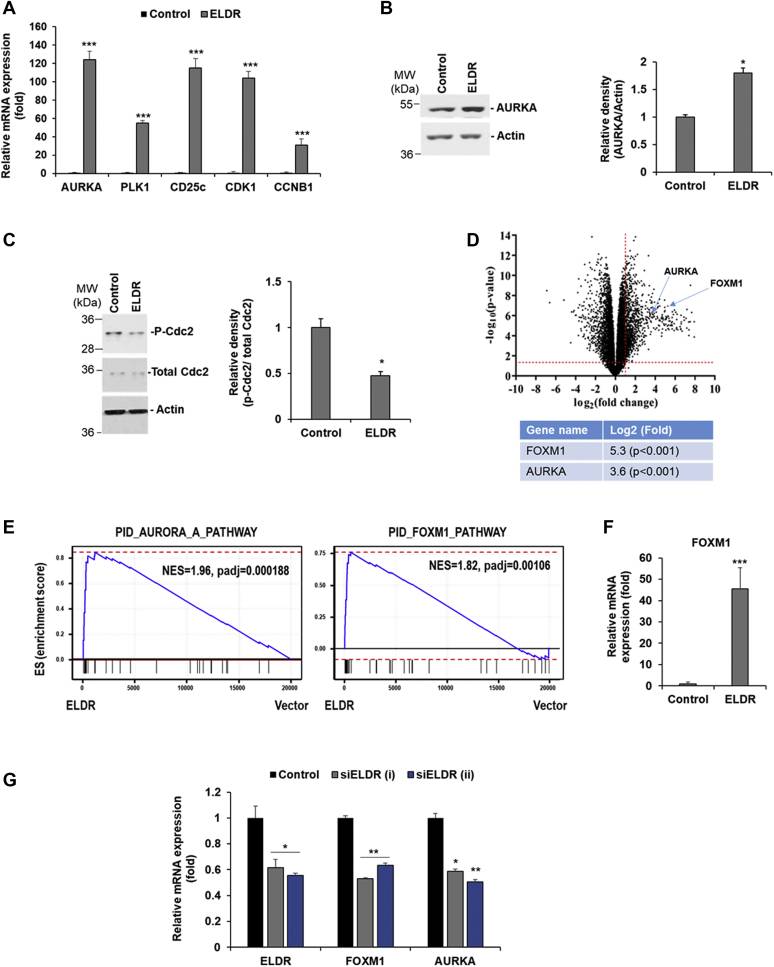 A
Control ELDR
Relative mRNA expression
(fold)
160
140
120
100
80
60
40
20
0
***
***
***
***
***
AURKA PLK1 CD25c CDK1 CCNB1
B
MW
(kDa)
Control
ELDR
55
36
AURKA
Actin
Relative density
(AURKA/Actin)
2
1.5
1
0.5
0
*
Control ELDR
C
MW
(kDa)
Control
ELDR
36
28
36
36
P-Cdc2
Total Cdc2
Actin
Relative density
(p-Cdc2/ total Cdc2)
1.5
1
0.5
0
*
Control ELDR
D
-log10(p-value)
14
12
10
8
6
4
2
0
AURKA
FOXM1
-10 -8 -6 -4 -2 0 2 4 6 8 10
log2(fold change)
Gene name Log2 (Fold)
FOXM1 5.3 (p<0.001)
AURKA 3.6 (p<0.001)
E
PID_AURORA_A_PATHWAY
NES=1.96, padj=0.000188
ES (enrichment score)
0.8
0.6
0.4
0.2
0.0
0 5000 10000 15000 20000
ELDR Vector
PID_FOXM1_PATHWAY
NES=1.82, padj=0.00106
0.75
0.50
0.25
0.00
0 5000 10000 15000 20000
ELDR Vector
F
FOXM1
Relative mRNA
expression (fold)
60
50
40
30
20
10
0
***
Control ELDR
G
Control siELDR (i) siELDR (ii)
Relative mRNA expression
(fold)
1.2
1
0.8
0.6
0.4
0.2
0
*
**
*
**
ELDR FOXM1 AURKA